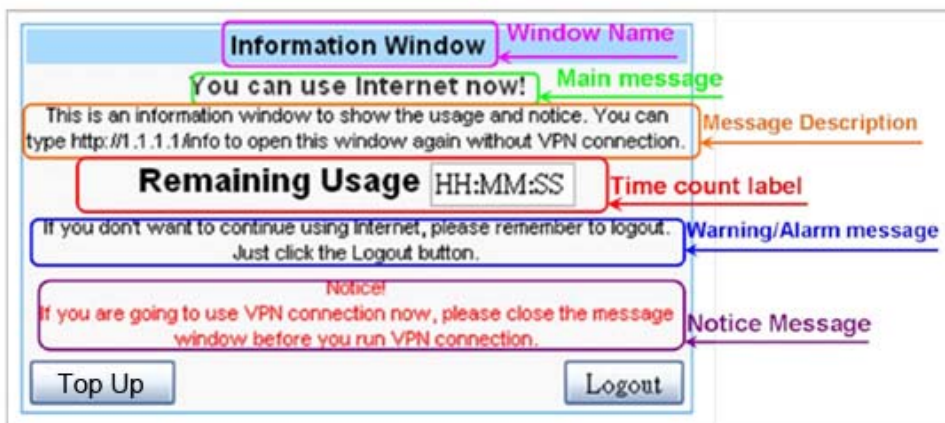 Information Window
Window Name
You can use Internet now!
Main message
This is an information window to show the usage and notice. You can
type http://1.1.1.1/info to open this window again without VPN connection.
Message Description
Remaining Usage HH:MM:SS
Time count label
If you don't want to continue using Internet, please remember to logout.
Just click the Logout button.
Warning/Alarm message
Notice!
If you are going to use VPN connection now, please close the message
window before you run VPN connection.
Notice Message
Top Up
Logout